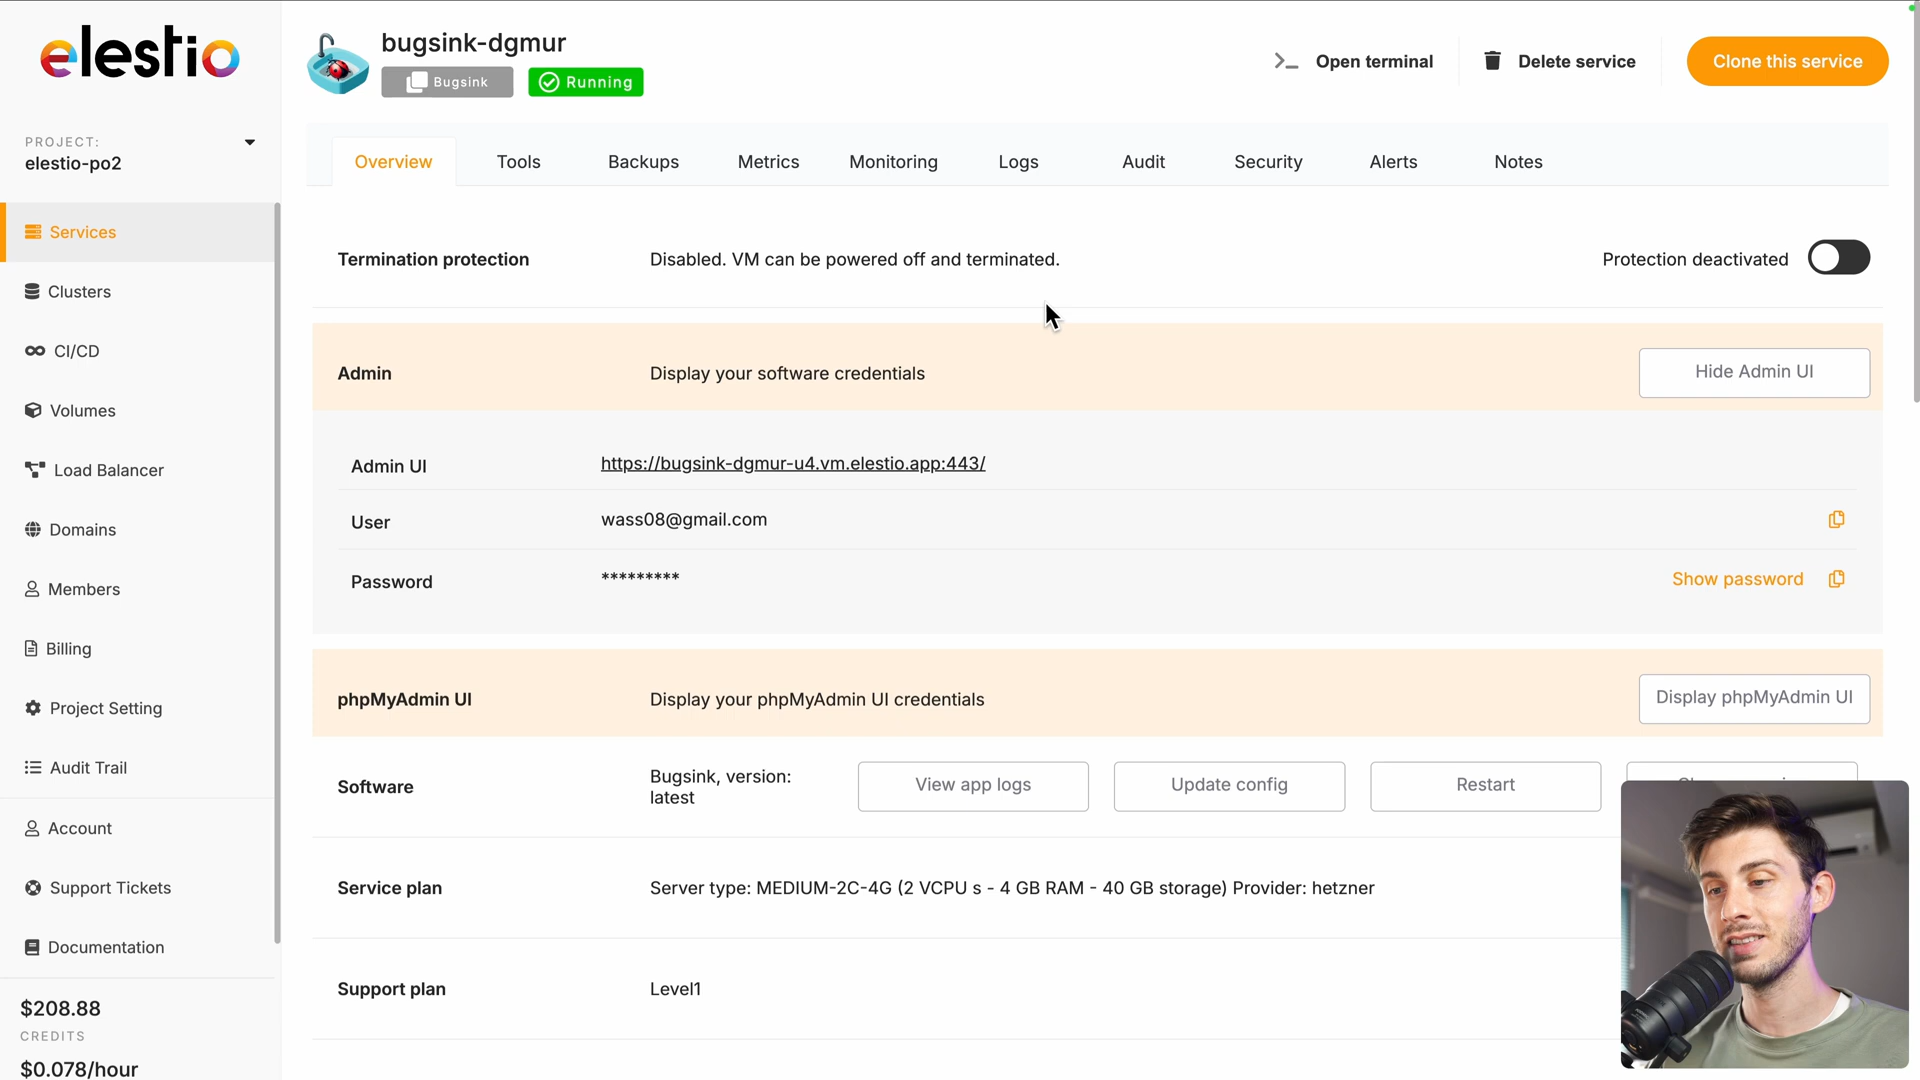 elestio
bugsink-dgmur
Bugsink
Running
Open terminal
Delete service
Clone this service
PROJECT:
elestio-po2
Overview
Tools
Backups
Metrics
Monitoring
Logs
Audit
Security
Alerts
Notes
Services
Clusters
CI/CD
Volumes
Load Balancer
Domains
Members
Billing
Project Setting
Audit Trail
Account
Support Tickets
Documentation
$208.88
CREDITS
$0.078/hour
Termination protection
Disabled. VM can be powered off and terminated.
Protection deactivated
Admin
Display your software credentials
Hide Admin UI
Admin UI
https://bugsink-dgmur-u4.vm.elestio.app:443/
User
wass08@gmail.com
Password
*********
Show password
phpMyAdmin UI
Display your phpMyAdmin UI credentials
Display phpMyAdmin UI
Software
Bugsink, version:
latest
View app logs
Update config
Restart
Service plan
Server type: MEDIUM-2C-4G (2 VCPU s - 4 GB RAM - 40 GB storage) Provider: hetzner
Support plan
Level1